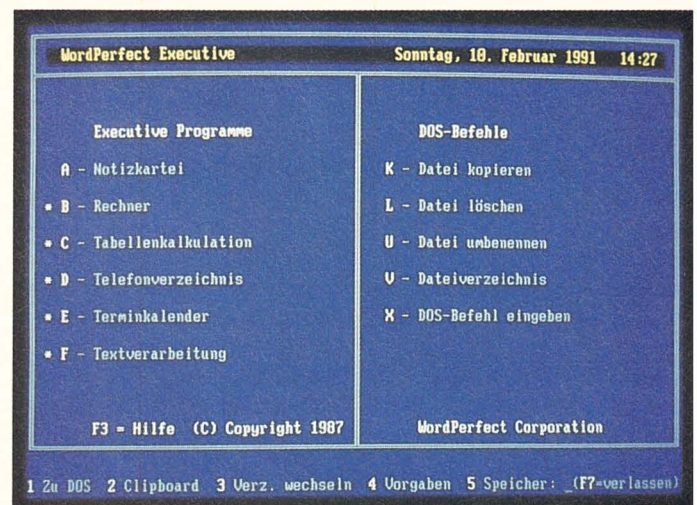 WordPerfect Executive
Sonntag, 10. Februar 1991 14:27
Executive Programme
A - Notizkartei
* B - Rechner
* C - Tabellenkalkulation
* D - Telefonverzeichnis
* E - Terminkalender
* F - Textverarbeitung
F3 = Hilfe (C) Copyright 1987
DOS-Befehle
K - Datei kopieren
L - Datei löschen
U - Datei umbenennen
V - Dateiverzeichnis
X - DOS-Befehl eingeben
WordPerfect Corporation
1 Zu DOS 2 Clipboard 3 Verz. wechseln 4 Vorgaben 5 Speicher: _(F7=verlassen)